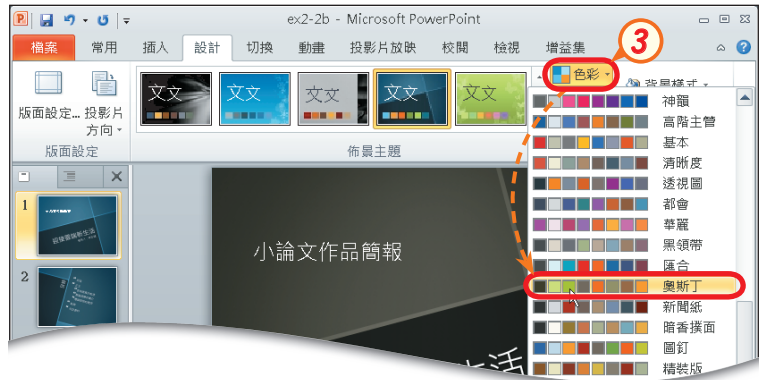 ex2-2b - Microsoft PowerPoint
檔案 常用 插入 設計 切換 動畫 投影片放映 校閱 檢視 增益集
3
色彩
背景樣式
版面設定... 投影片方向
文文 文文 文文 文文 文文
版面設定 佈景主題
神韻
高階主管
基本
清晰度
透視圖
都會
華麗
黑領帶
匯合
奧斯丁
新聞紙
暗香撲面
圖釘
精裝版
1
2
小論文作品簡報
生活